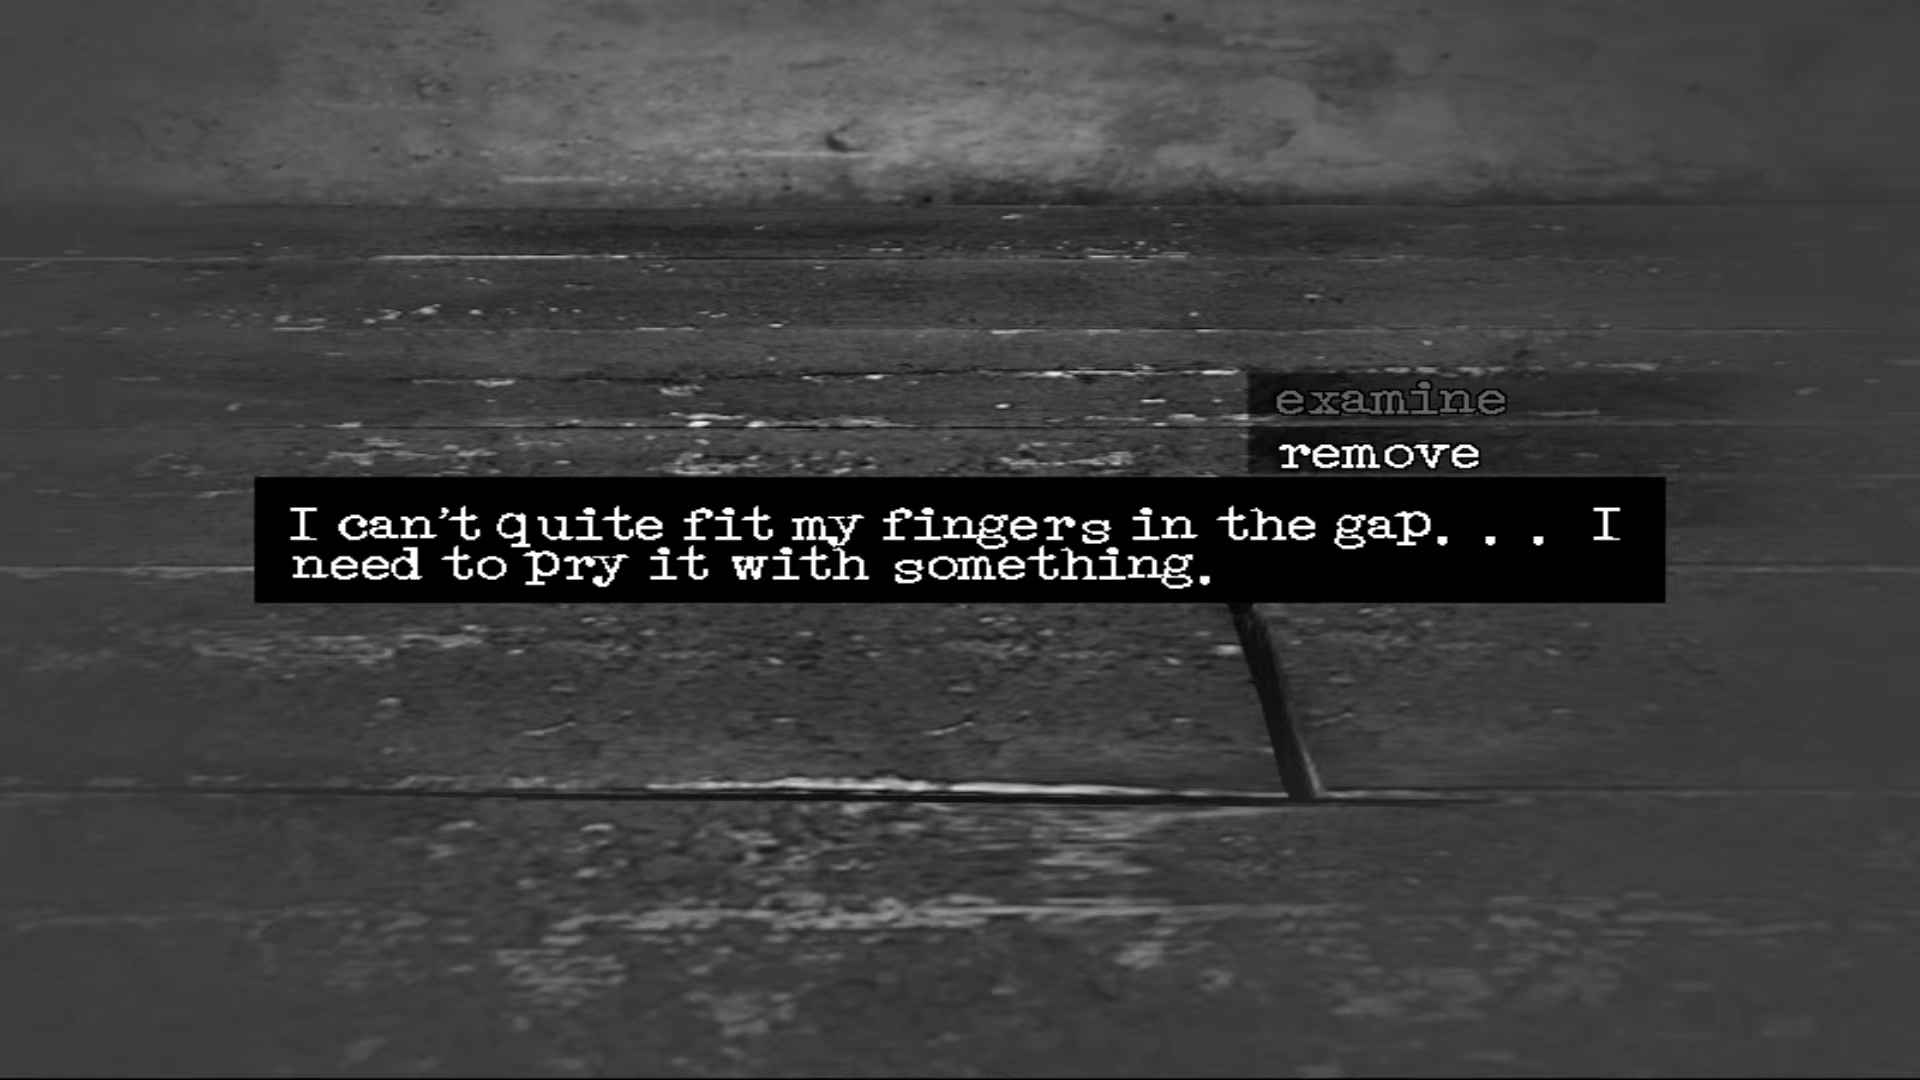 examine
remove
I can't quite fit my fingers in the gap. . . I
need to pry it with something.